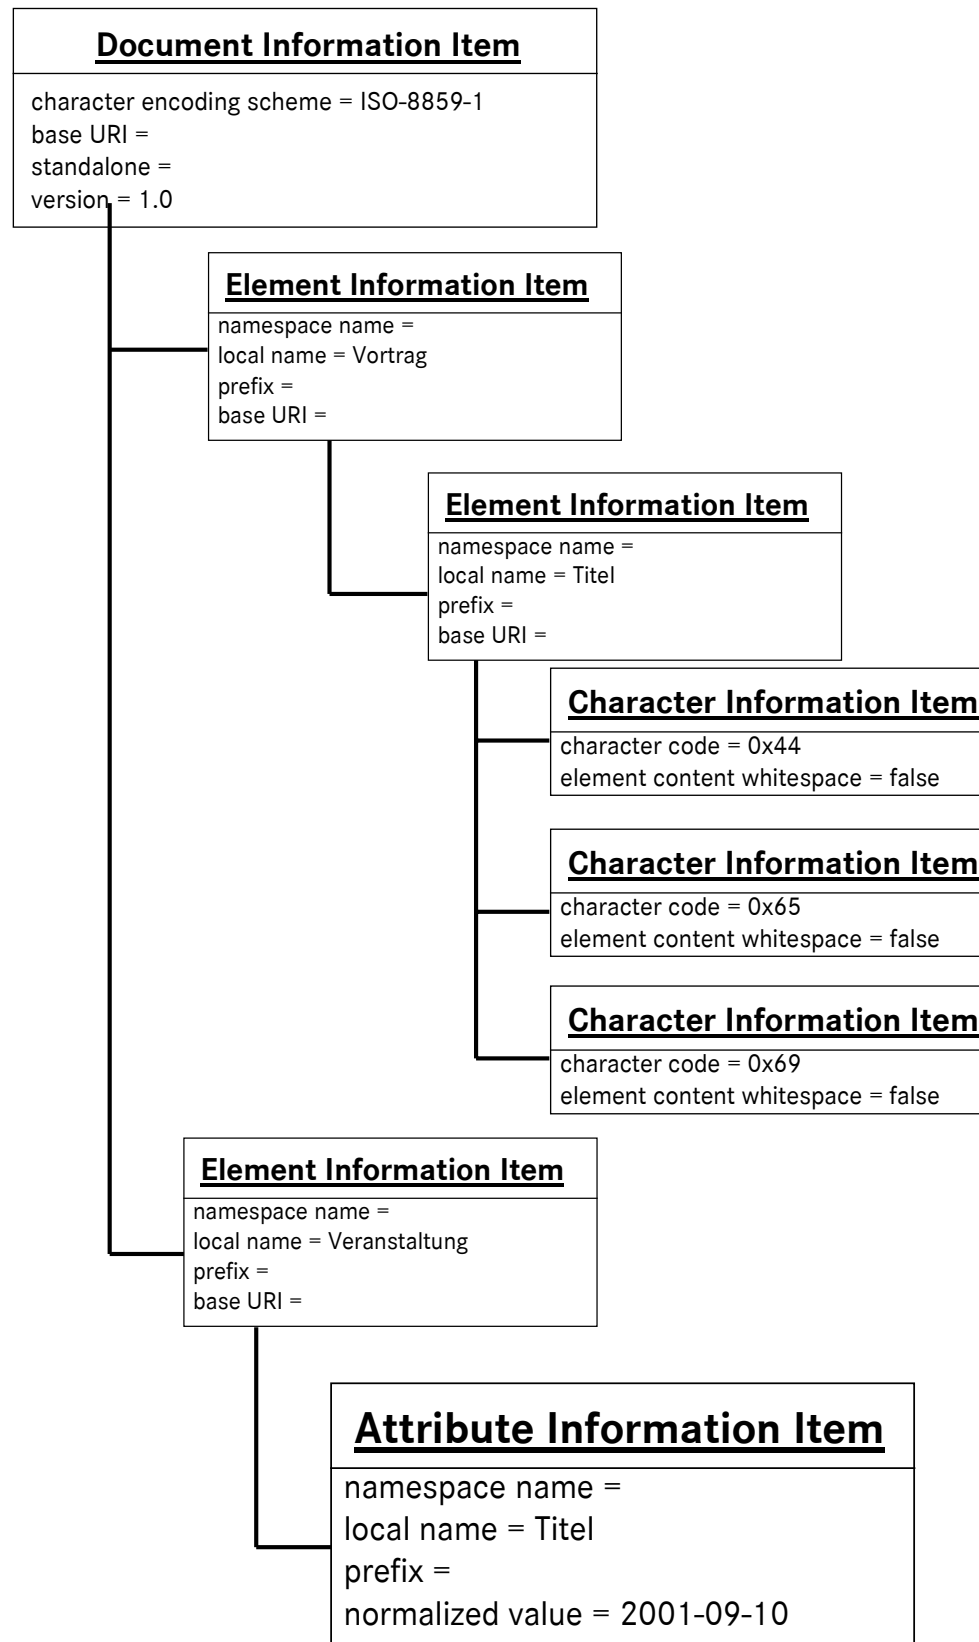 Document Information Item
character encoding scheme = ISO-8859-1
base URI =
standalone =
version = 1.0
Element Information Item
namespace name =
local name = Vortrag
prefix =
base URI =
Element Information Item
namespace name =
local name = Titel
prefix =
base URI =
Character Information Item
character code = 0x44
element content whitespace = false
Character Information Item
character code = 0x65
element content whitespace = false
Character Information Item
character code = 0x69
element content whitespace = false
Element Information Item
namespace name =
local name = Veranstaltung
prefix =
base URI =
Attribute Information Item
namespace name =
local name = Titel
prefix =
normalized value = 2001-09-10